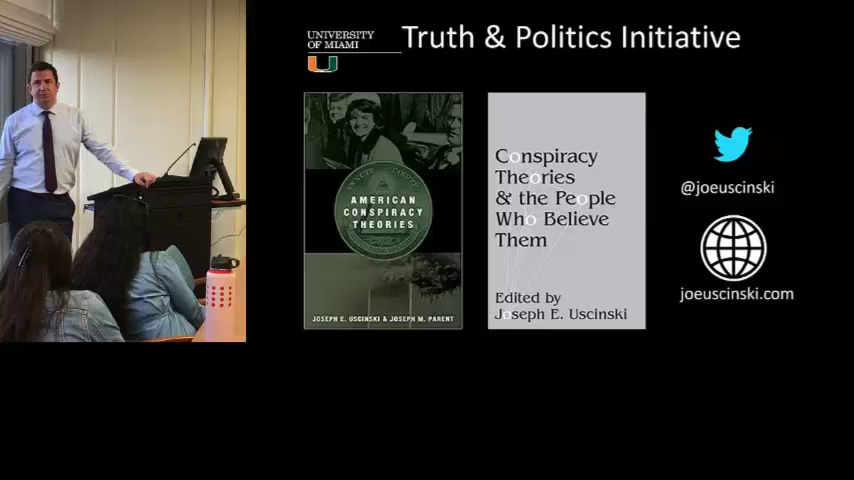 UNIVERSITY
OF MIAMI
Truth & Politics Initiative
AMERICAN
CONSPIRACY
THEORIES
JOSEPH E. USCINSKI & JOSEPH M. PARENT
Conspiracy
Theories
& the People
Who Believe
Them
Edited by
Joseph E. Uscinski
@joeuscinski
joeuscinski.com